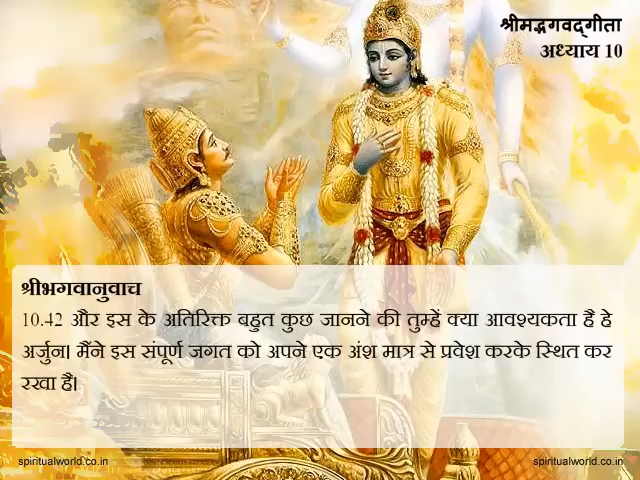 श्रीमद्भगवद्‌गीता
अध्याय 10
श्रीभगवानुवाच
10.42 और इस के अतिरिक्त बहुत कुछ जानने की तुम्हें क्या आवश्यकता है हे
अर्जुन। मैंने इस संपूर्ण जगत को अपने एक अंश मात्र से प्रवेश करके स्थित कर
रखा है।
spiritualworld.co.in
spiritualworld.co.in